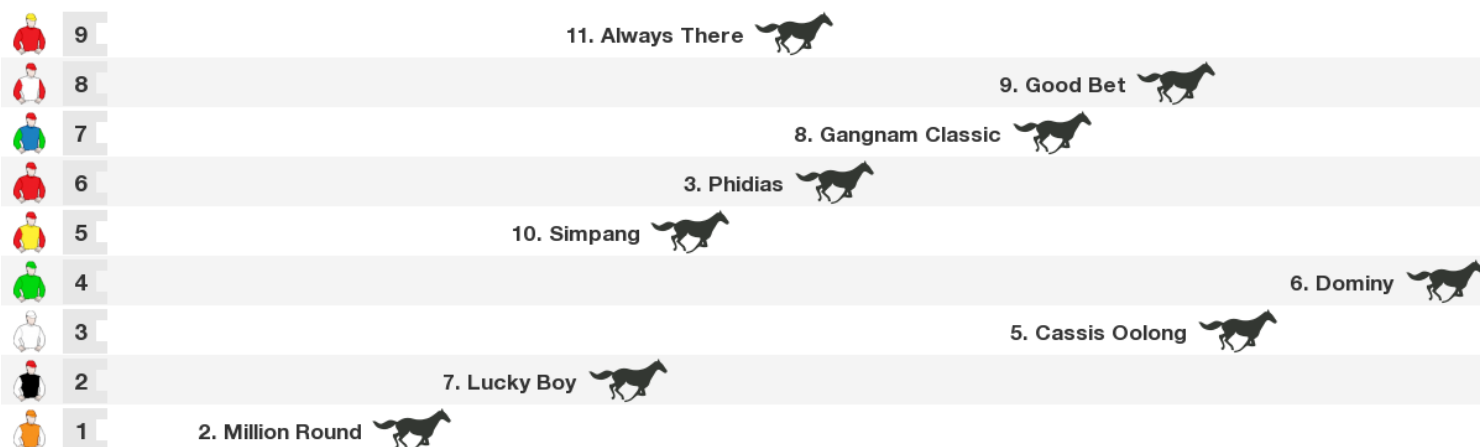 9 11. Always There
8 9. Good Bet
7 8. Gangnam Classic
6 3. Phidias
5 10. Simpang
4 6. Dominy
3 5. Cassis Oolong
2 7. Lucky Boy
1 2. Million Round